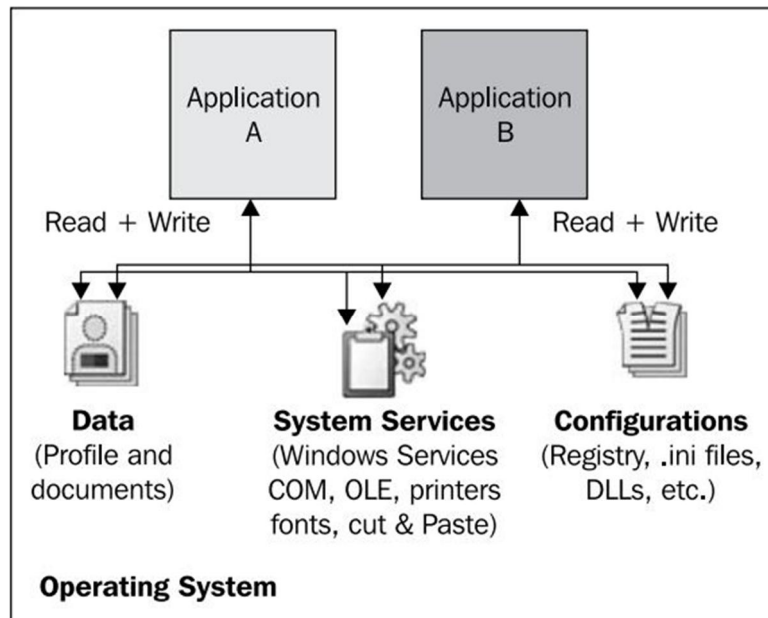 Application
A
Application
B
Read + Write
Read + Write
Data
(Profile and
documents)
System Services
(Windows Services
COM, OLE, printers
fonts, cut & Paste)
Configurations
(Registry, .ini files,
DLLs, etc.)
Operating System